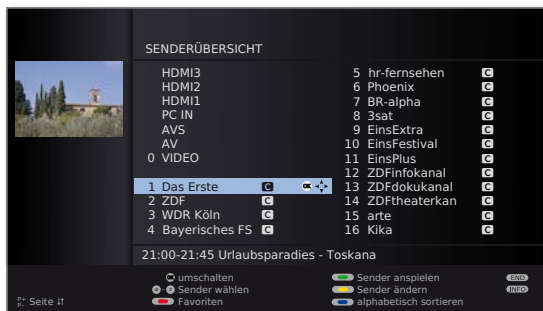 SENDERÜBERSICHT
HDMI3
HDMI2
HDMI1
PC IN
AVS
AV
0 VIDEO
1 Das Erste C OK
2 ZDF C
3 WDR Köln C
4 Bayerisches FS C
5 hr-fernsehen C
6 Phoenix C
7 BR-alpha C
8 3sat C
9 EinsExtra C
10 EinsFestival C
11 EinsPlus C
12 ZDFinfokanal C
13 ZDFdokukanal C
14 ZDFtheaterkan C
15 arte C
16 Kika C
21:00-21:45 Urlaubsparadies - Toskana
OK umschalten
Sender wählen
Favoriten
Sender anspielen
Sender ändern
alphabetisch sortieren
END
INFO
P+
P–
Seite